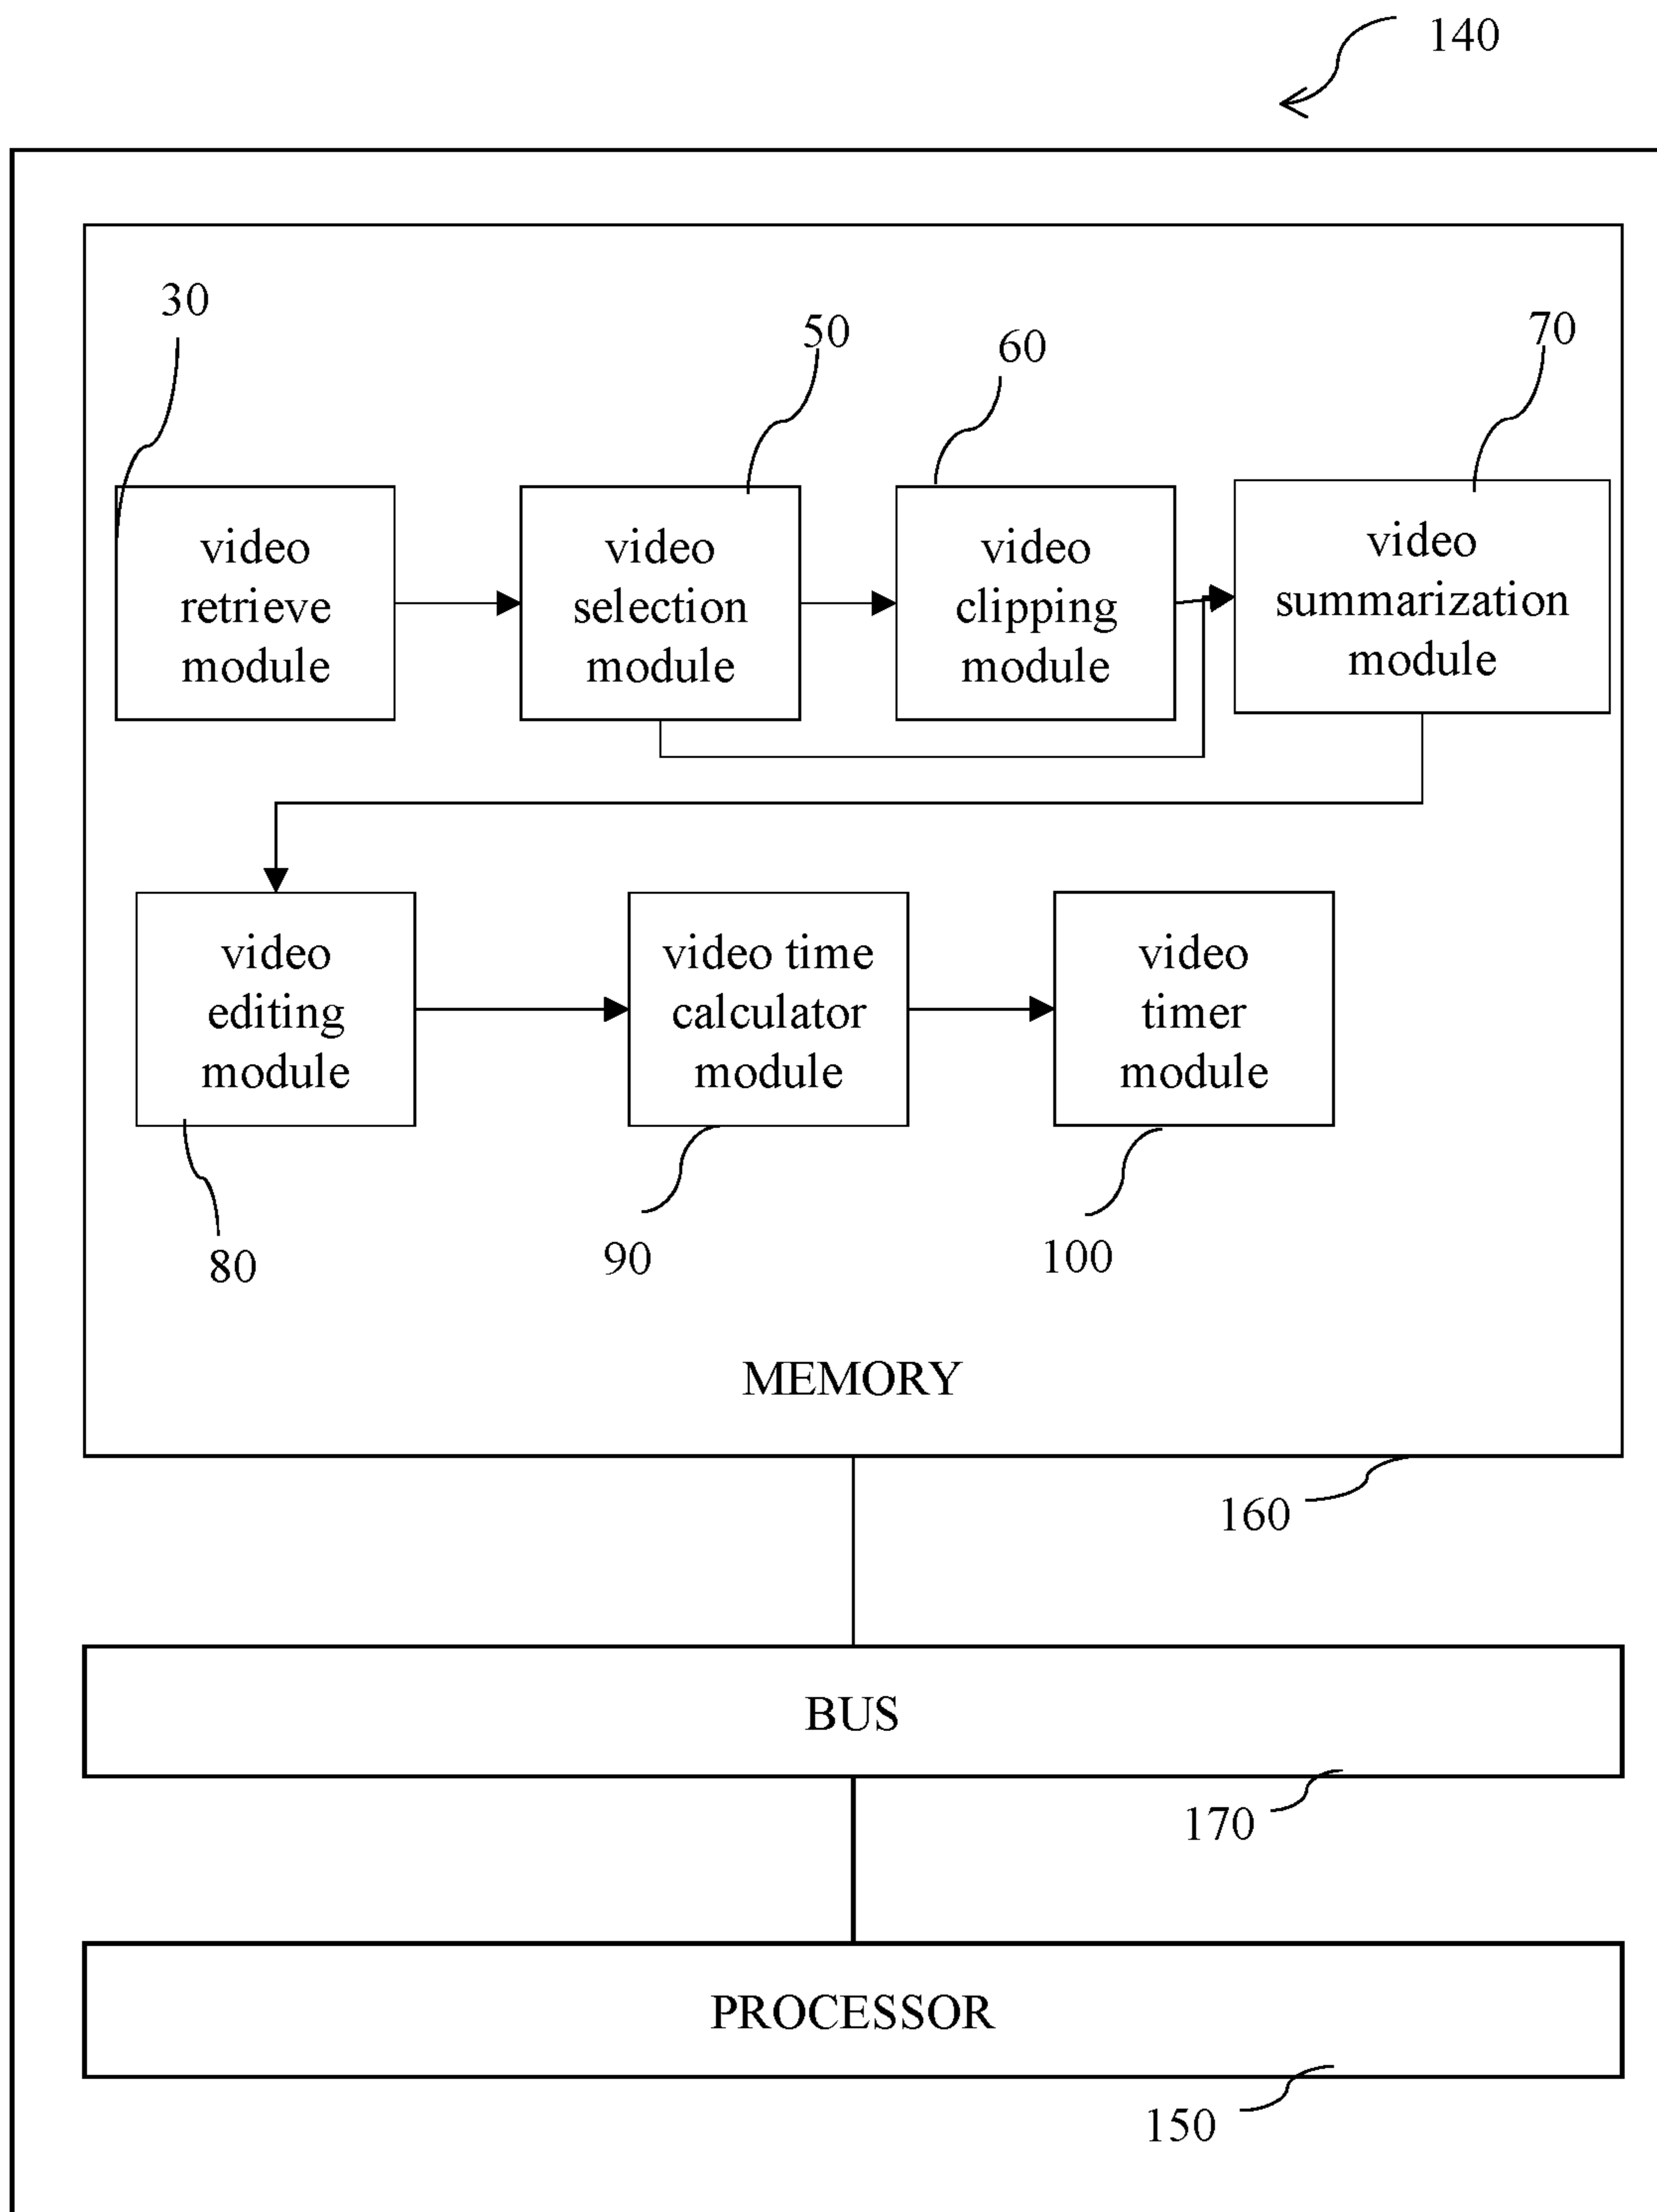 140
30
50
60
70
video
retrieve
module
video
selection
module
video
clipping
module
video
summarization
module
video
editing
module
video time
calculator
module
video
timer
module
80
90
100
MEMORY
160
BUS
170
PROCESSOR
150